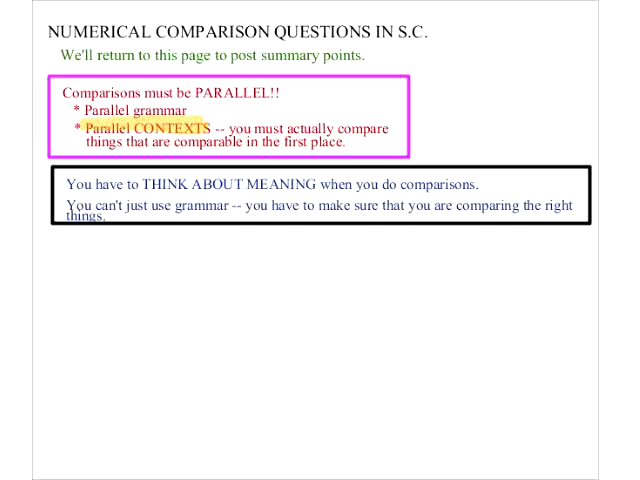 NUMERICAL COMPARISON QUESTIONS IN S.C.
We'll return to this page to post summary points.
Comparisons must be PARALLEL!!
* Parallel grammar
* Parallel CONTEXTS -- you must actually compare
things that are comparable in the first place.
You have to THINK ABOUT MEANING when you do comparisons.
You can't just use grammar -- you have to make sure that you are comparing the right
things.